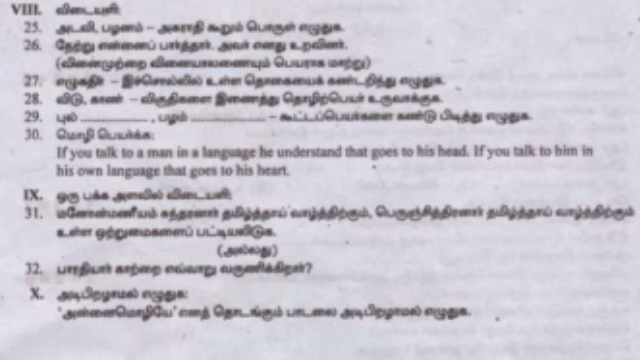 VIII. விடையளி:
25. அடவி, பழனம் – அகராதி கூறும் பொருள் எழுதுக.
26. நேற்று என்னைப் பார்த்தார். அவர் எனது உறவினர்.
(வினைமுற்றை வினையாலணையும் பெயராக மாற்று)
27. எழுகதிர் – இச்சொல்லில் உள்ள தொகையைக் கண்டறிந்து எழுதுக.
28. விடு, காண் – விகுதிகளை இணைத்து தொழிற்பெயர் உருவாக்குக.
29. புல் .................... , பழம் ...................... – கூட்டப்பெயர்களை கண்டு பிடித்து எழுதுக.
30. மொழி பெயர்க்க:
If you talk to a man in a language he understand that goes to his head. If you talk to him in
his own language that goes to his heart.
IX. ஒரு பக்க அளவில் விடையளி:
31. மனோன்மணீயம் சுந்தரனார் தமிழ்த்தாய் வாழ்த்திற்கும், பெருஞ்சித்திரனார் தமிழ்த்தாய் வாழ்த்திற்கும்
உள்ள ஒற்றுமைகளைப் பட்டியலிடுக.
(அல்லது)
32. பாரதியார் காற்றை எவ்வாறு வருணிக்கிறார்?
X. அடிபிறழாமல் எழுதுக:
'அன்னைமொழியே' எனத் தொடங்கும் பாடலை அடிபிறழாமல் எழுதுக.